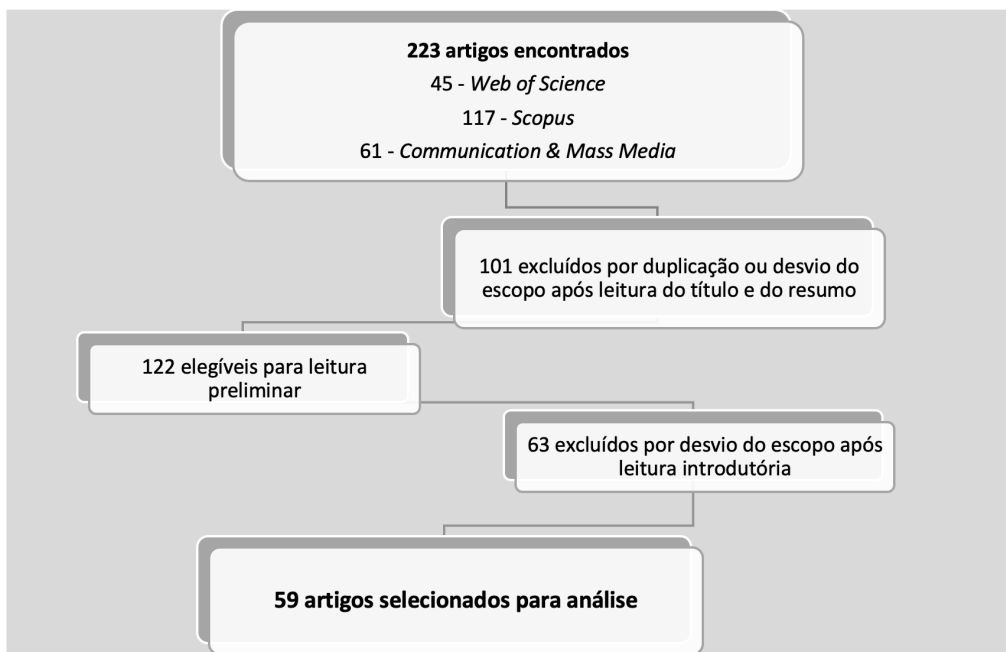 223 artigos encontrados
45 - Web of Science
117 - Scopus
61 - Communication & Mass Media
101 excluídos por duplicação ou desvio do
escopo após leitura do título e do resumo
122 elegíveis para leitura
preliminar
63 excluídos por desvio do escopo após
leitura introdutória
59 artigos selecionados para análise